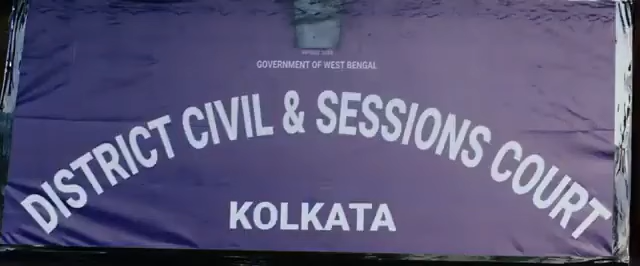 GOVERNMENT OF WEST BENGAL
DISTRICT CIVIL & SESSIONS COURT
KOLKATA